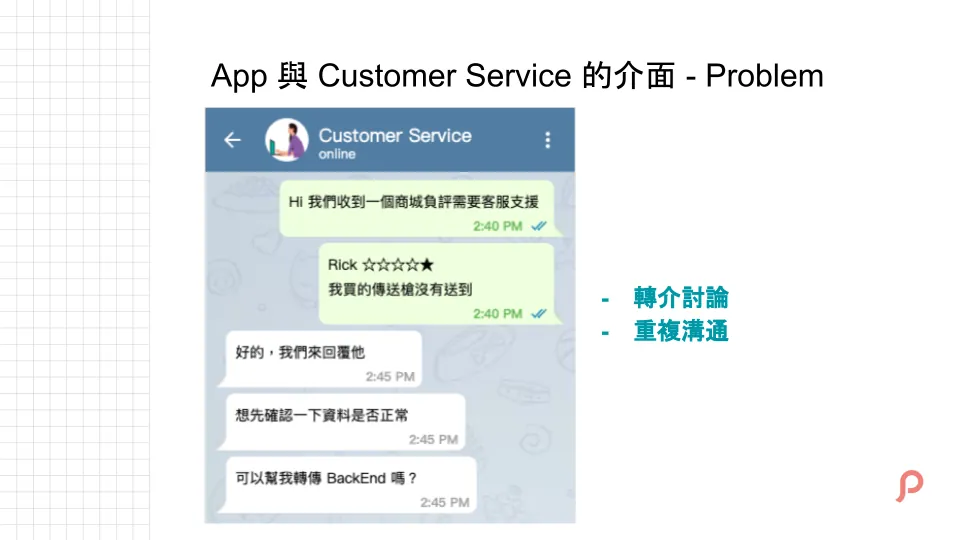 App 與 Customer Service 的介面 - Problem
Customer Service
online
Hi 我們收到一個商城負評需要客服支援
2:40 PM
Rick ☆☆☆☆★
我買的傳送槍沒有送到
2:40 PM
好的，我們來回覆他
2:45 PM
想先確認一下資料是否正常
2:45 PM
可以幫我轉傳 BackEnd 嗎？
2:45 PM
- 轉介討論
- 重複溝通